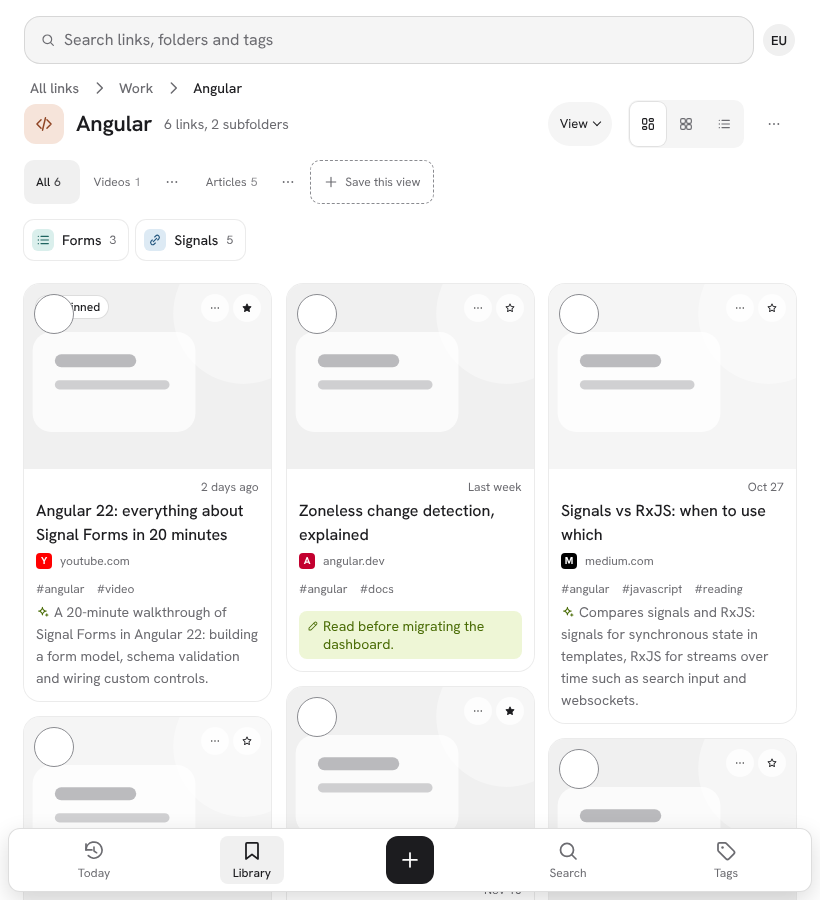 Search links, folders and tags
EU
All links
Work
Angular
Angular
6 links, 2 subfolders
View
All 6
Videos 1
Articles 5
Save this view
Forms 3
Signals 5
2 days ago
Angular 22: everything about
Signal Forms in 20 minutes
Y youtube.com
#angular #video
A 20-minute walkthrough of
Signal Forms in Angular 22: building
a form model, schema validation
and wiring custom controls.
Last week
Zoneless change detection,
explained
A angular.dev
#angular #docs
Read before migrating the
dashboard.
Oct 27
Signals vs RxJS: when to use
which
M medium.com
#angular #javascript #reading
Compares signals and RxJS:
signals for synchronous state in
templates, RxJS for streams over
time such as search input and
websockets.
Today
Library
Search
Tags